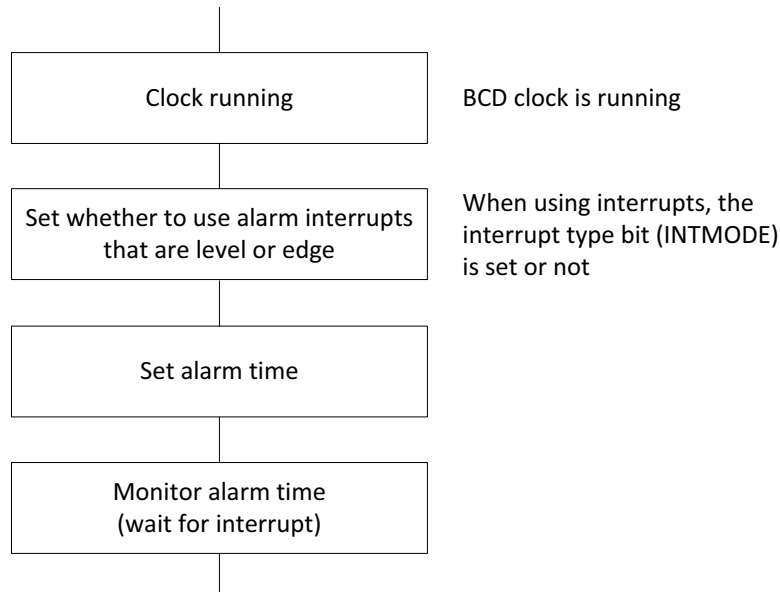 Clock running
BCD clock is running
Set whether to use alarm interrupts
that are level or edge
When using interrupts, the
interrupt type bit (INTMODE)
is set or not
Set alarm time
Monitor alarm time
(wait for interrupt)